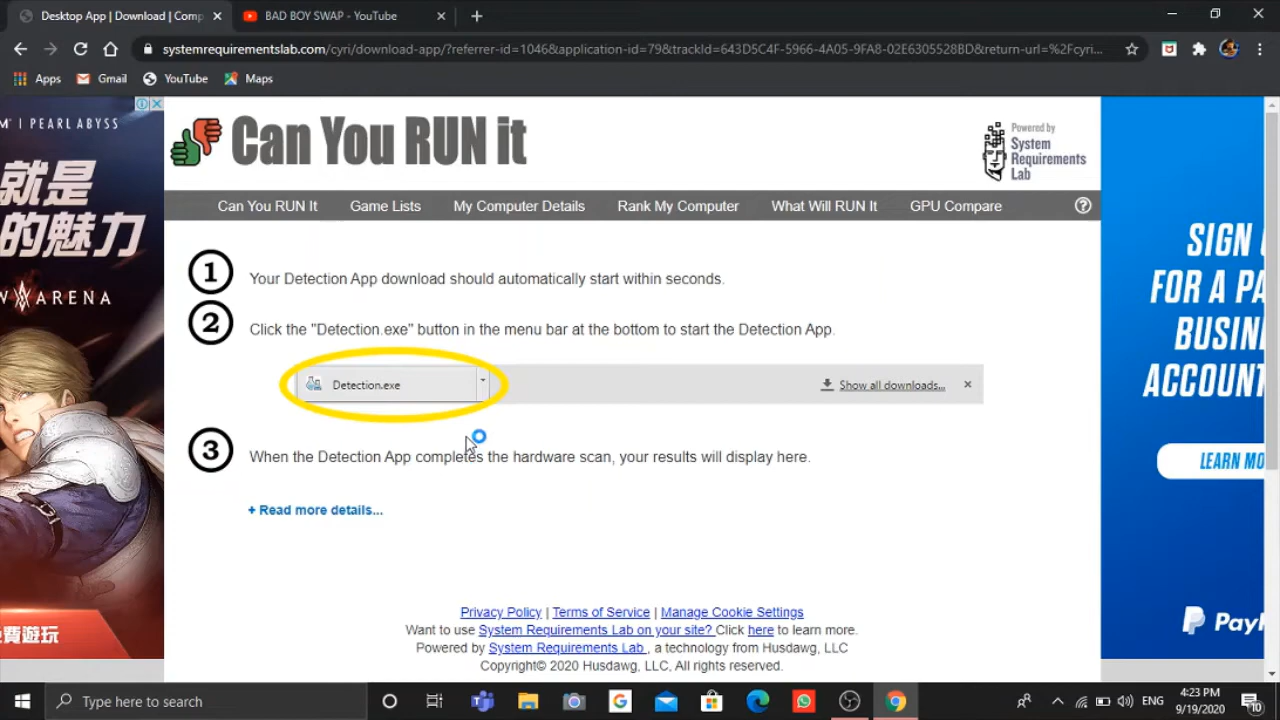 Desktop App | Download | Comp
BAD BOY SWAP - YouTube
systemrequirementslab.com/cyri/download-app/?referrer-id=1046&application-id=79&trackId=643D5C4F-5966-4A05-9FA8-02E6305528BD&return-url=%2Fcyri...
Apps
Gmail
YouTube
Maps
PEARL ABYSS
就是
的魅力
ARENA
免費遊玩
Can You RUN it
Powered by
System
Requirements
Lab
Can You RUN It
Game Lists
My Computer Details
Rank My Computer
What Will RUN It
GPU Compare
?
1
Your Detection App download should automatically start within seconds.
2
Click the "Detection.exe" button in the menu bar at the bottom to start the Detection App.
Detection.exe
Show all downloads...
3
When the Detection App completes the hardware scan, your results will display here.
+ Read more details...
Privacy Policy | Terms of Service | Manage Cookie Settings
Want to use System Requirements Lab on your site? Click here to learn more.
Powered by System Requirements Lab , a technology from Husdawg, LLC
Copyright© 2020 Husdawg, LLC. All rights reserved.
SIGN
FOR A PA
BUSIN
ACCOUNT
LEARN MO
PayP
Type here to search
ENG
4:23 PM
9/19/2020
10